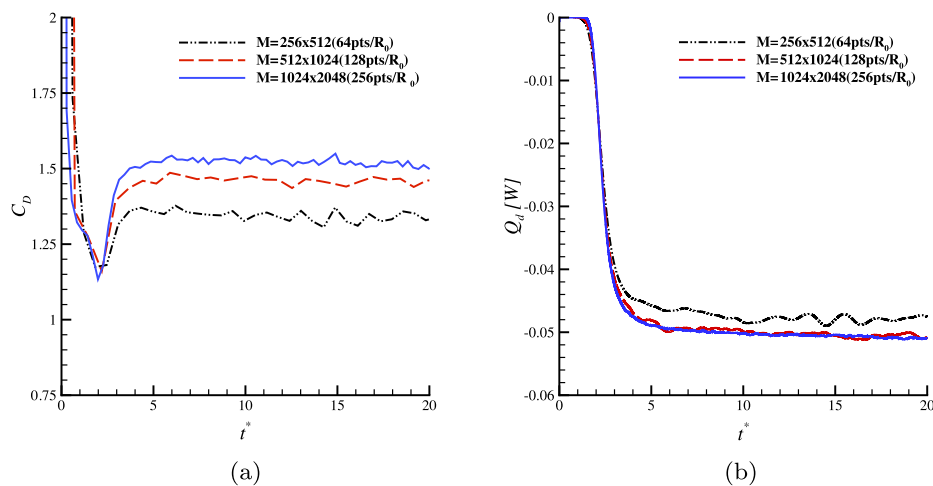 2
1.75
1.5
1.25
1
0.75
C_D
M=256x512(64pts/R_0)
M=512x1024(128pts/R_0)
M=1024x2048(256pts/R_0)
0
5
10
15
20
t^*
(a)
0
-0.01
-0.02
-0.03
-0.04
-0.05
-0.06
Q_d [W]
M=256x512(64pts/R_0)
M=512x1024(128pts/R_0)
M=1024x2048(256pts/R_0)
0
5
10
15
20
t^*
(b)